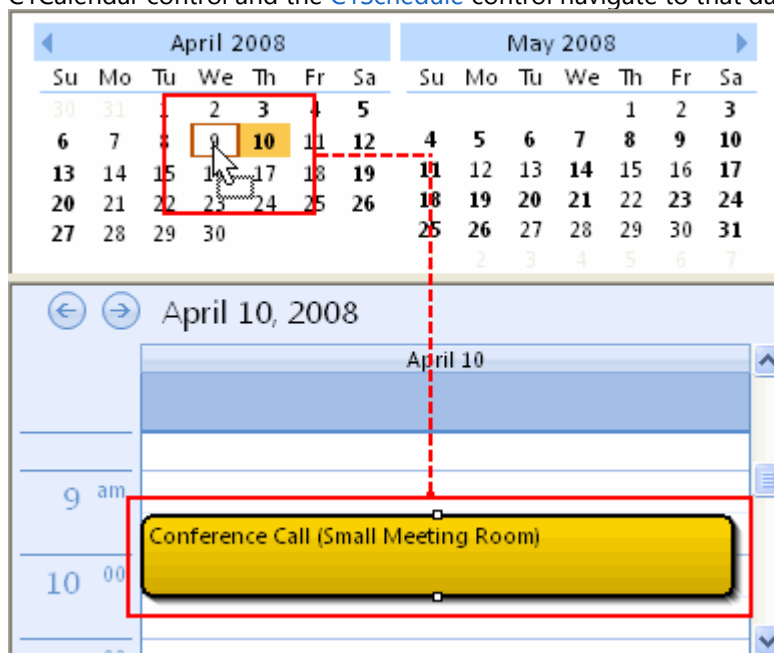 C1Calendar control and the C1Schedule control navigate to that da
April 2008 May 2008
Su Mo Tu We Th Fr Sa Su Mo Tu We Th Fr Sa
30 31 1 2 3 4 5 1 2 3
6 7 8 9 10 11 12 4 5 6 7 8 9 10
13 14 15 16 17 18 19 11 12 13 14 15 16 17
20 21 22 23 24 25 26 18 19 20 21 22 23 24
27 28 29 30 25 26 27 28 29 30 31
2 3 4 5 6 7
April 10, 2008
April 10
9 am
Conference Call (Small Meeting Room)
10 00